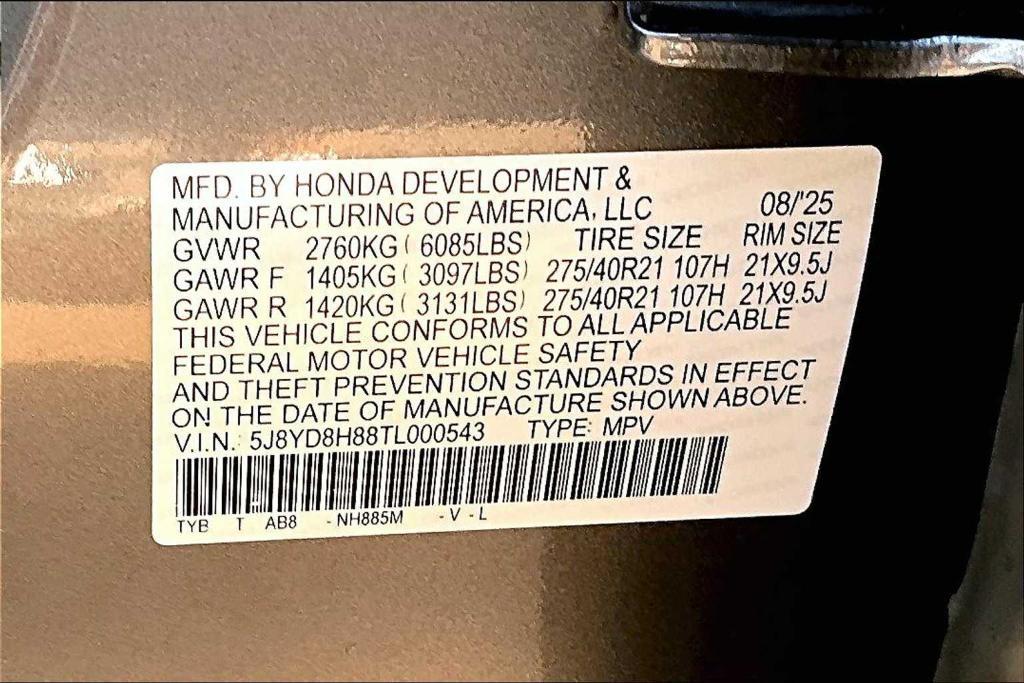 MFD. BY HONDA DEVELOPMENT &
MANUFACTURING OF AMERICA, LLC 08/'25
GVWR 2760KG ( 6085LBS) TIRE SIZE RIM SIZE
GAWR F 1405KG ( 3097LBS) 275/40R21 107H 21X9.5J
GAWR R 1420KG ( 3131LBS) 275/40R21 107H 21X9.5J
THIS VEHICLE CONFORMS TO ALL APPLICABLE
FEDERAL MOTOR VEHICLE SAFETY
AND THEFT PREVENTION STANDARDS IN EFFECT
ON THE DATE OF MANUFACTURE SHOWN ABOVE.
V.I.N.: 5J8YD8H88TL000543 TYPE: MPV
TYB T AB8 - NH885M - V - L